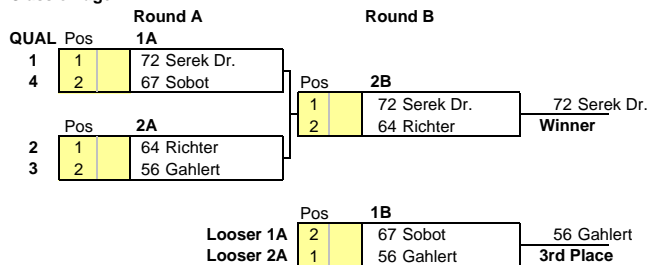 Round A Round B
QUAL Pos 1A
1 1 72 Serek Dr.
4 2 67 Sobot
Pos 2B
1 72 Serek Dr. 72 Serek Dr.
2 64 Richter Winner
Pos 2A
2 1 64 Richter
3 2 56 Gahlert
Pos 1B
Looser 1A 2 67 Sobot 56 Gahlert
Looser 2A 1 56 Gahlert 3rd Place